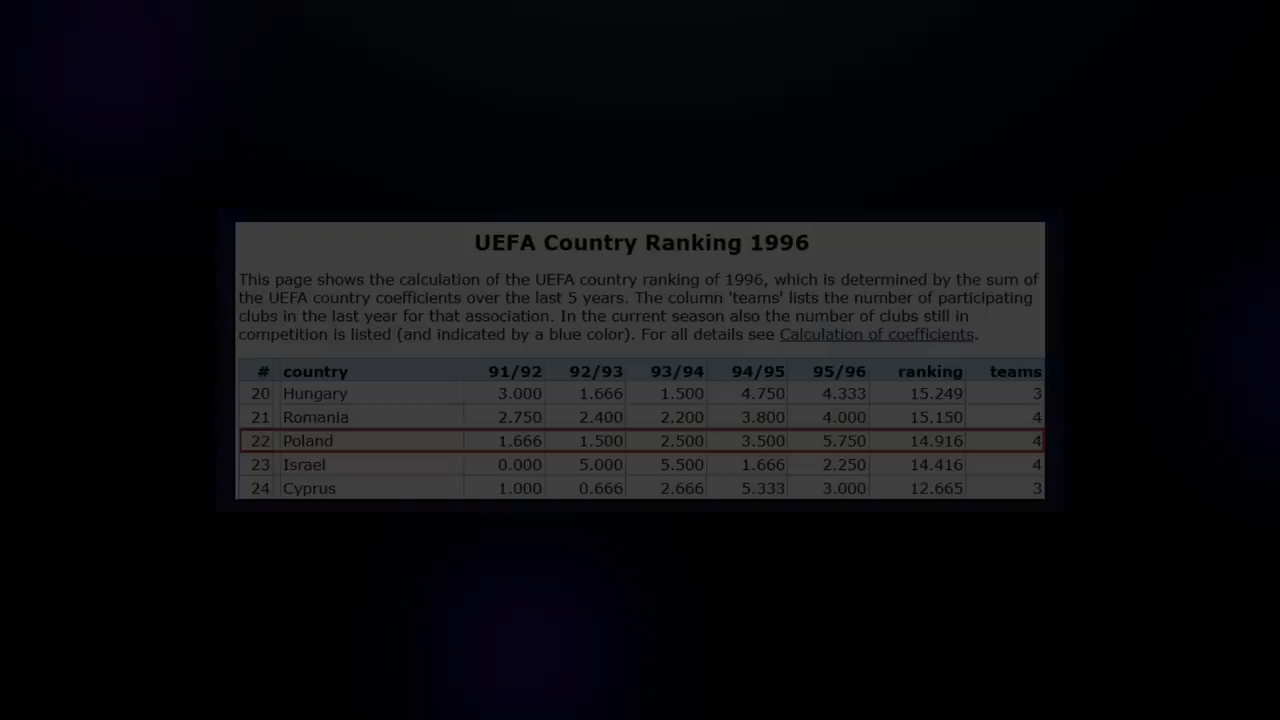 UEFA Country Ranking 1996
This page shows the calculation of the UEFA country ranking of 1996, which is determined by the sum of
the UEFA country coefficients over the last 5 years. The column 'teams' lists the number of participating
clubs in the last year for that association. In the current season also the number of clubs still in
competition is listed (and indicated by a blue color). For all details see Calculation of coefficients.
# country 91/92 92/93 93/94 94/95 95/96 ranking teams
20 Hungary 3.000 1.666 1.500 4.750 4.333 15.249 3
21 Romania 2.750 2.400 2.200 3.800 4.000 15.150 4
22 Poland 1.666 1.500 2.500 3.500 5.750 14.916 4
23 Israel 0.000 5.000 5.500 1.666 2.250 14.416 4
24 Cyprus 1.000 0.666 2.666 5.333 3.000 12.665 3